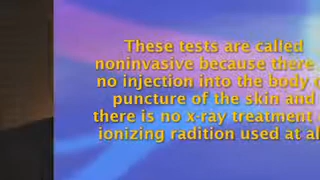 These tests are called
noninvasive because there
no injection into the body o
puncture of the skin and
there is no x-ray treatment
ionizing radition used at al